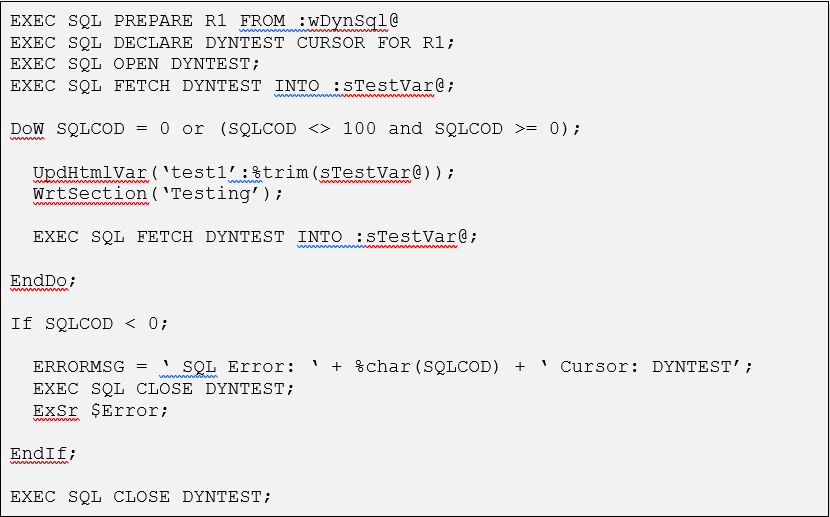 EXEC SQL PREPARE R1 FROM :wDynSql@
EXEC SQL DECLARE DYNTEST CURSOR FOR R1;
EXEC SQL OPEN DYNTEST;
EXEC SQL FETCH DYNTEST INTO :sTestVar@;
DoW SQLCOD = 0 or (SQLCOD <> 100 and SQLCOD >= 0);
UpdHtmlVar(‘test1’:%trim(sTestVar@));
WrtSection(‘Testing’);
EXEC SQL FETCH DYNTEST INTO :sTestVar@;
EndDo;
If SQLCOD < 0;
ERRORMSG = ‘ SQL Error: ‘ + %char(SQLCOD) + ‘ Cursor: DYNTEST’;
EXEC SQL CLOSE DYNTEST;
ExSr $Error;
EndIf;
EXEC SQL CLOSE DYNTEST;